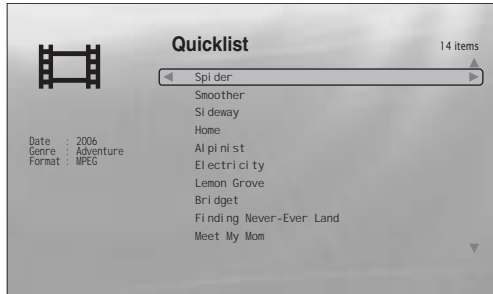 Quicklist
14 items
Spider
Smoother
Sideway
Home
Alpinist
Electricity
Lemon Grove
Bridget
Finding Never-Ever Land
Meet My Mom
Date : 2006
Genre : Adventure
Format : MPEG